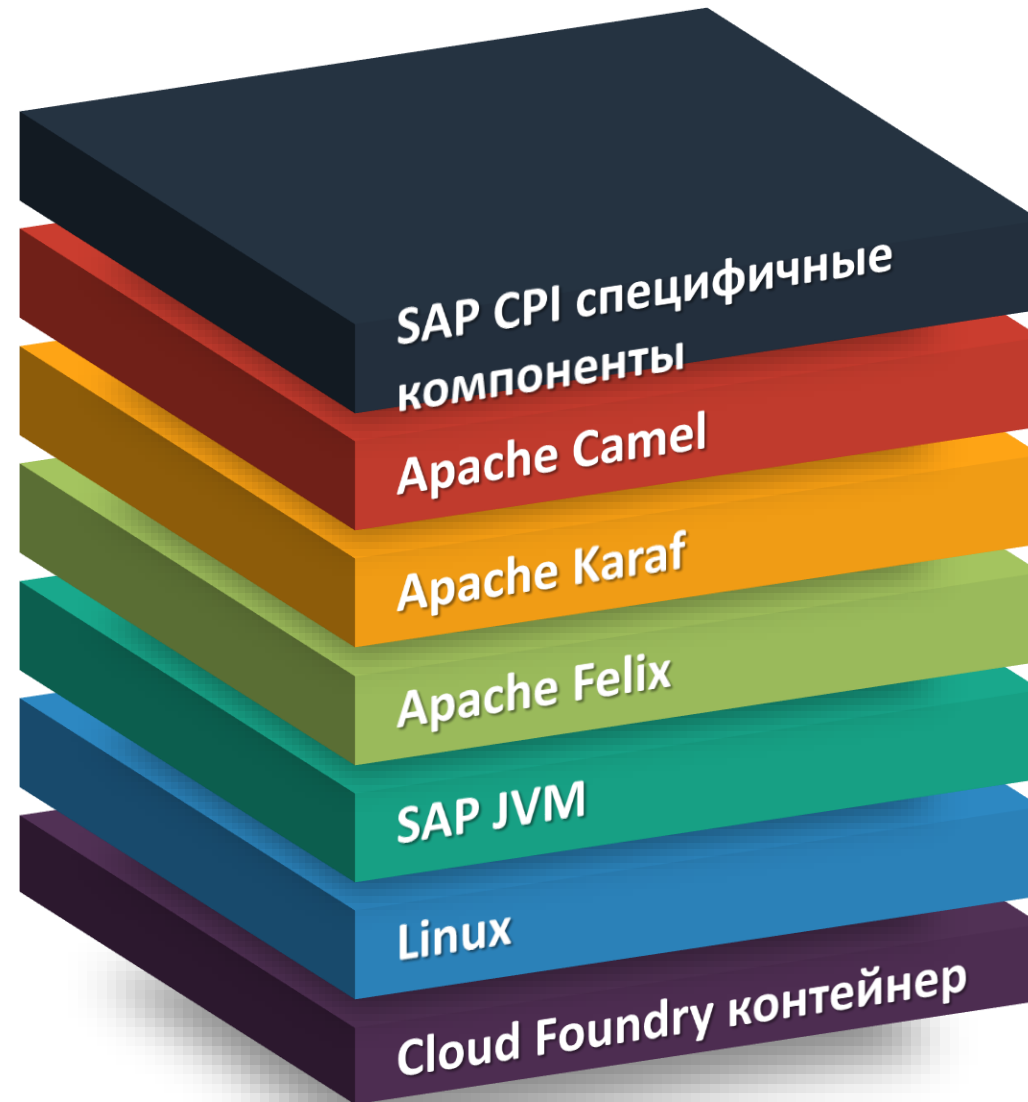 SAP CPI специфичные
компоненты
Apache Camel
Apache Karaf
Apache Felix
SAP JVM
Linux
Cloud Foundry контейнер